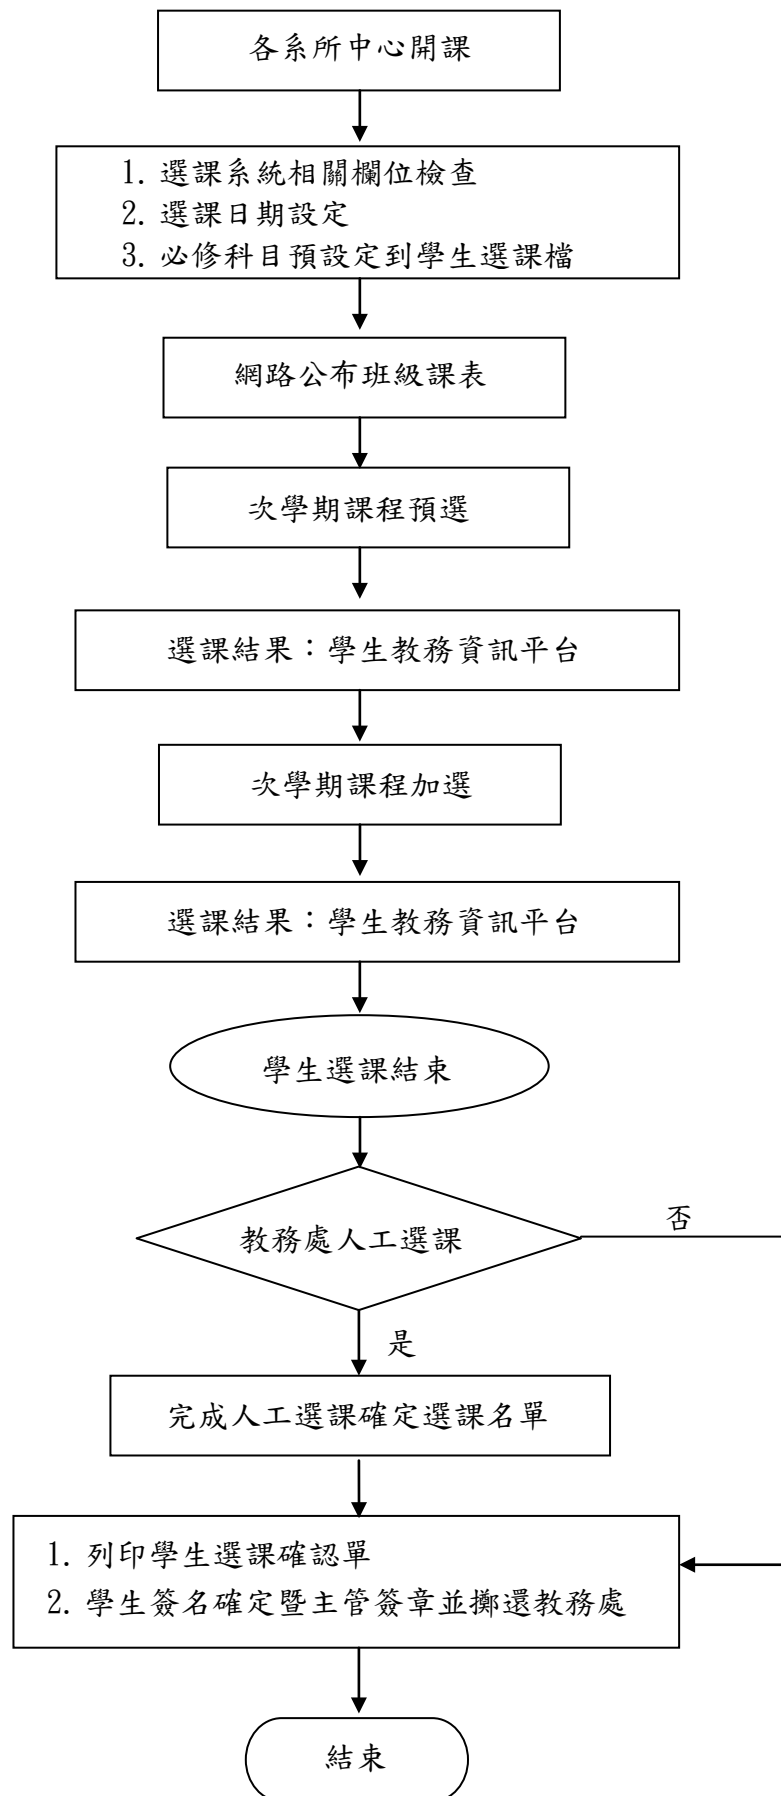 各系所中心開課
1. 選課系統相關欄位檢查
2. 選課日期設定
3. 必修科目預設定到學生選課檔
網路公布班級課表
次學期課程預選
選課結果：學生教務資訊平台
次學期課程加選
選課結果：學生教務資訊平台
學生選課結束
教務處人工選課
否
是
完成人工選課確定選課名單
1. 列印學生選課確認單
2. 學生簽名確定暨主管簽章並擲還教務處
結束